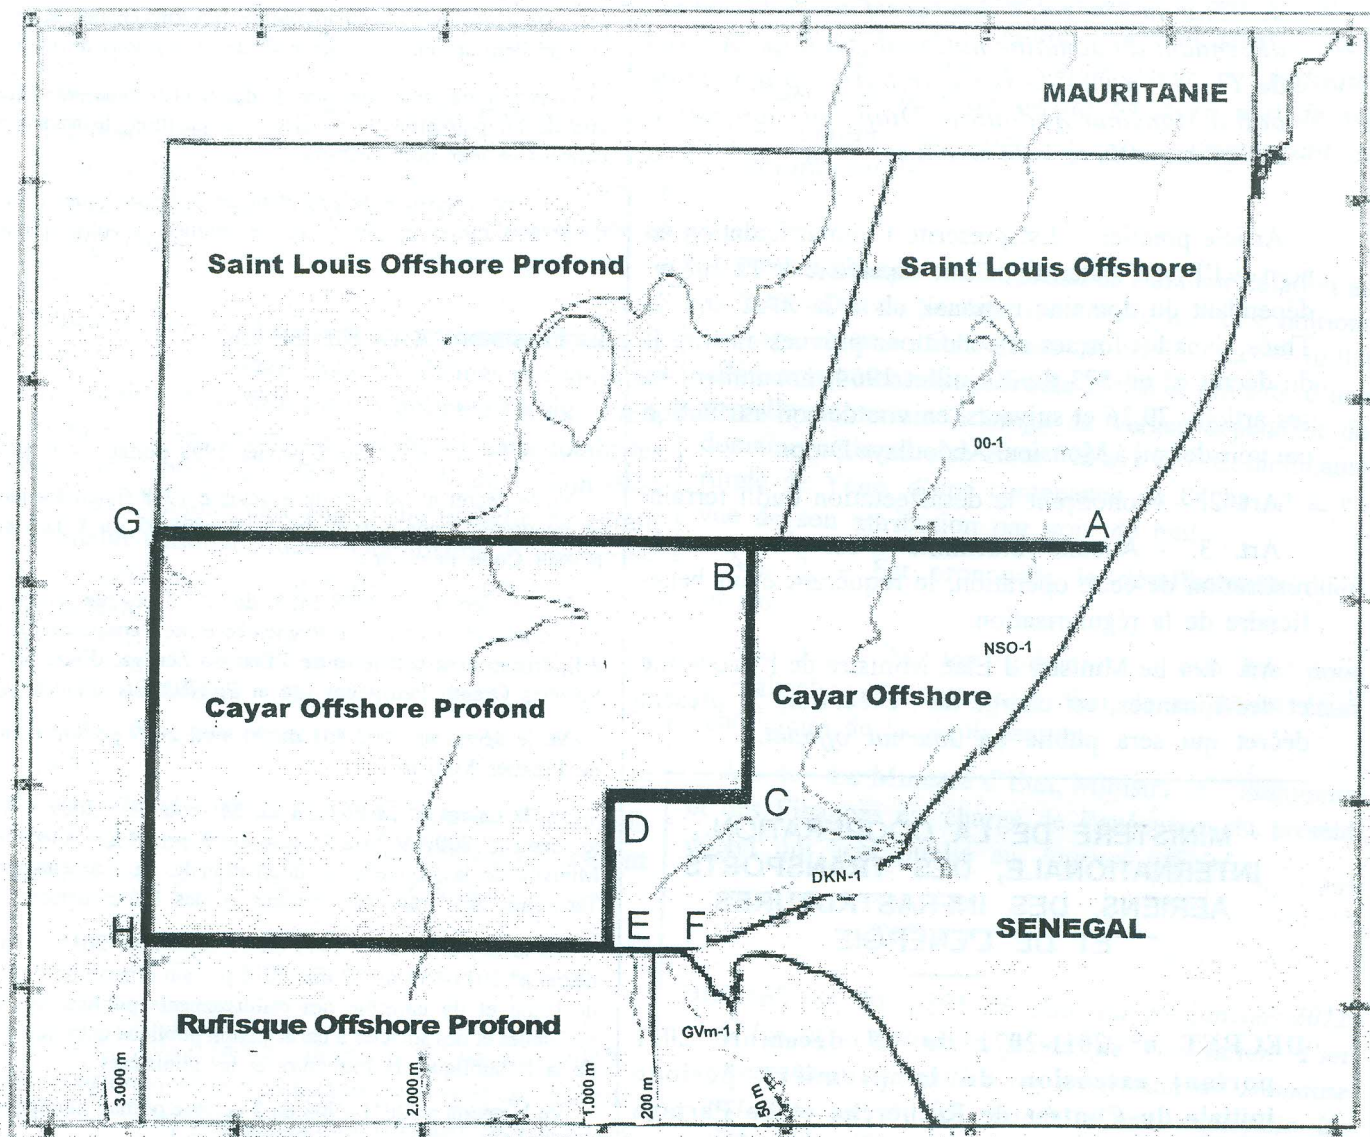 MAURITANIE
Saint Louis Offshore Profond
Saint Louis Offshore
00-1
G
A
B
NSO-1
Cayar Offshore
Cayar Offshore Profond
C
D
DKN-1
H
E
F
SENEGAL
Rufisque Offshore Profond
GVm-1
3.000 m
2.000 m
1.000 m
200 m
50 m